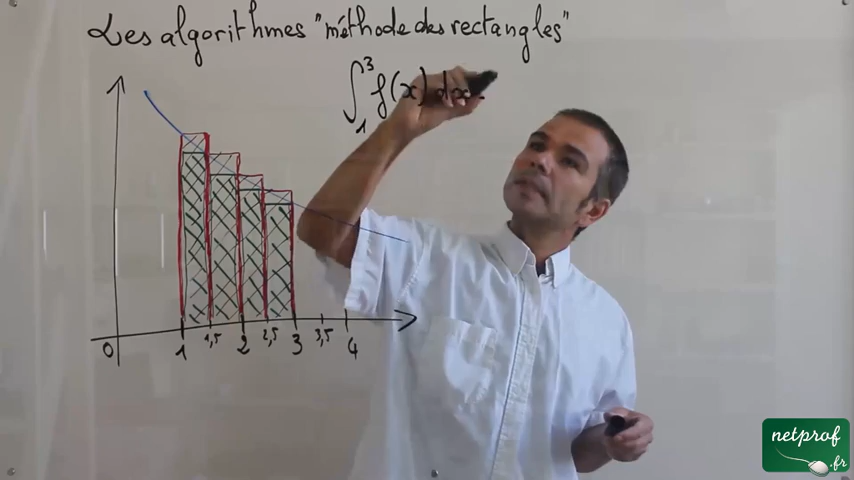 Les algorithmes "méthode des rectangles"
∫₁³ f(x) dx
0 1 1,5 2 2,5 3 3,5 4
netprof
.fr